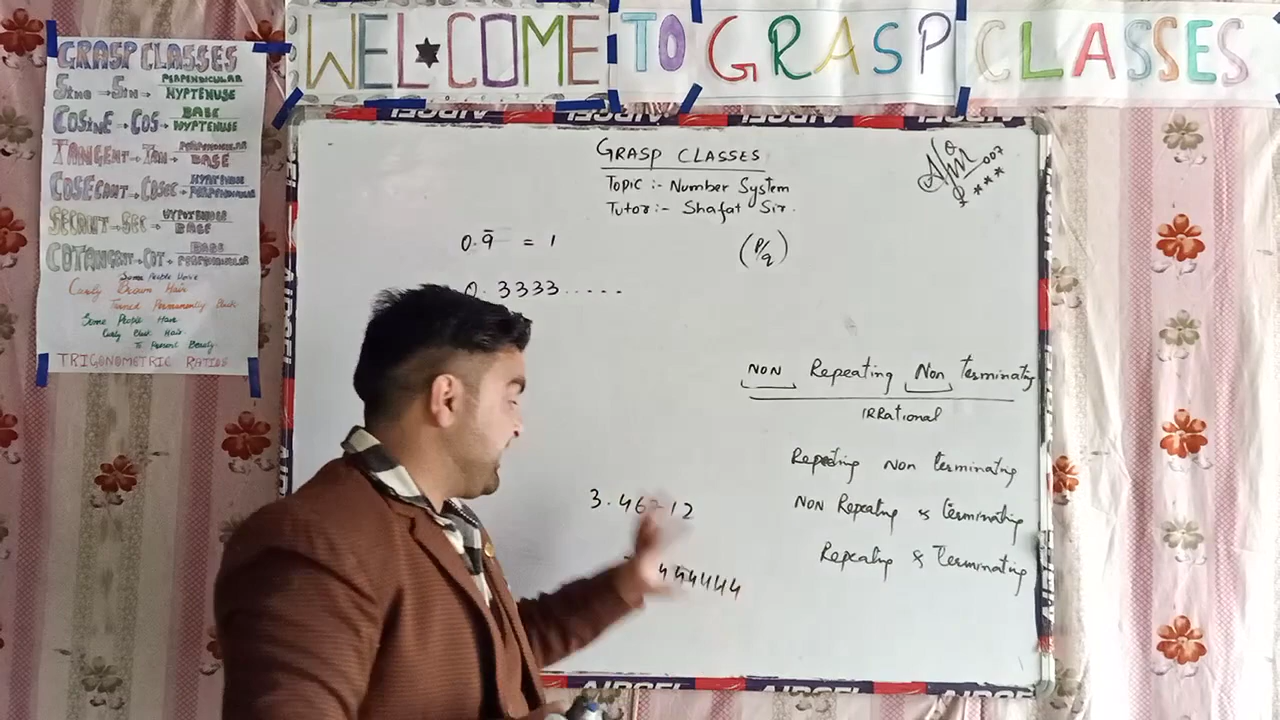 WELCOME TO GRASP CLASSES
GRASP CLASSES
SINE → SIN → PERPENDICULAR
HYPTENUSE
COSINE → COS → BASE
HYPTENUSE
TANGENT → TAN → PERPENDICULAR
BASE
COSECANT → COSEC → HYPTENUSE
PERPENDICULAR
SECANT → SEC → HYPTENUSE
BASE
COTANGENT → COT → BASE
PERPENDICULAR
Some People Have
Curly Brown Hair
Turned Permanently Black
Some People Have
Curly Black Hair
To Present Beauty
TRIGONOMETRIC RATIOS
GRASP CLASSES
Topic :- Number System
Tutor :- Shafat Sir.
007
***
0.9̄ = 1
(P/q)
0.3333.....
NON Repeating Non Terminating
IRRational
Repeating Non Terminating
NON Repeating & Terminating
Repeating & Terminating
444444